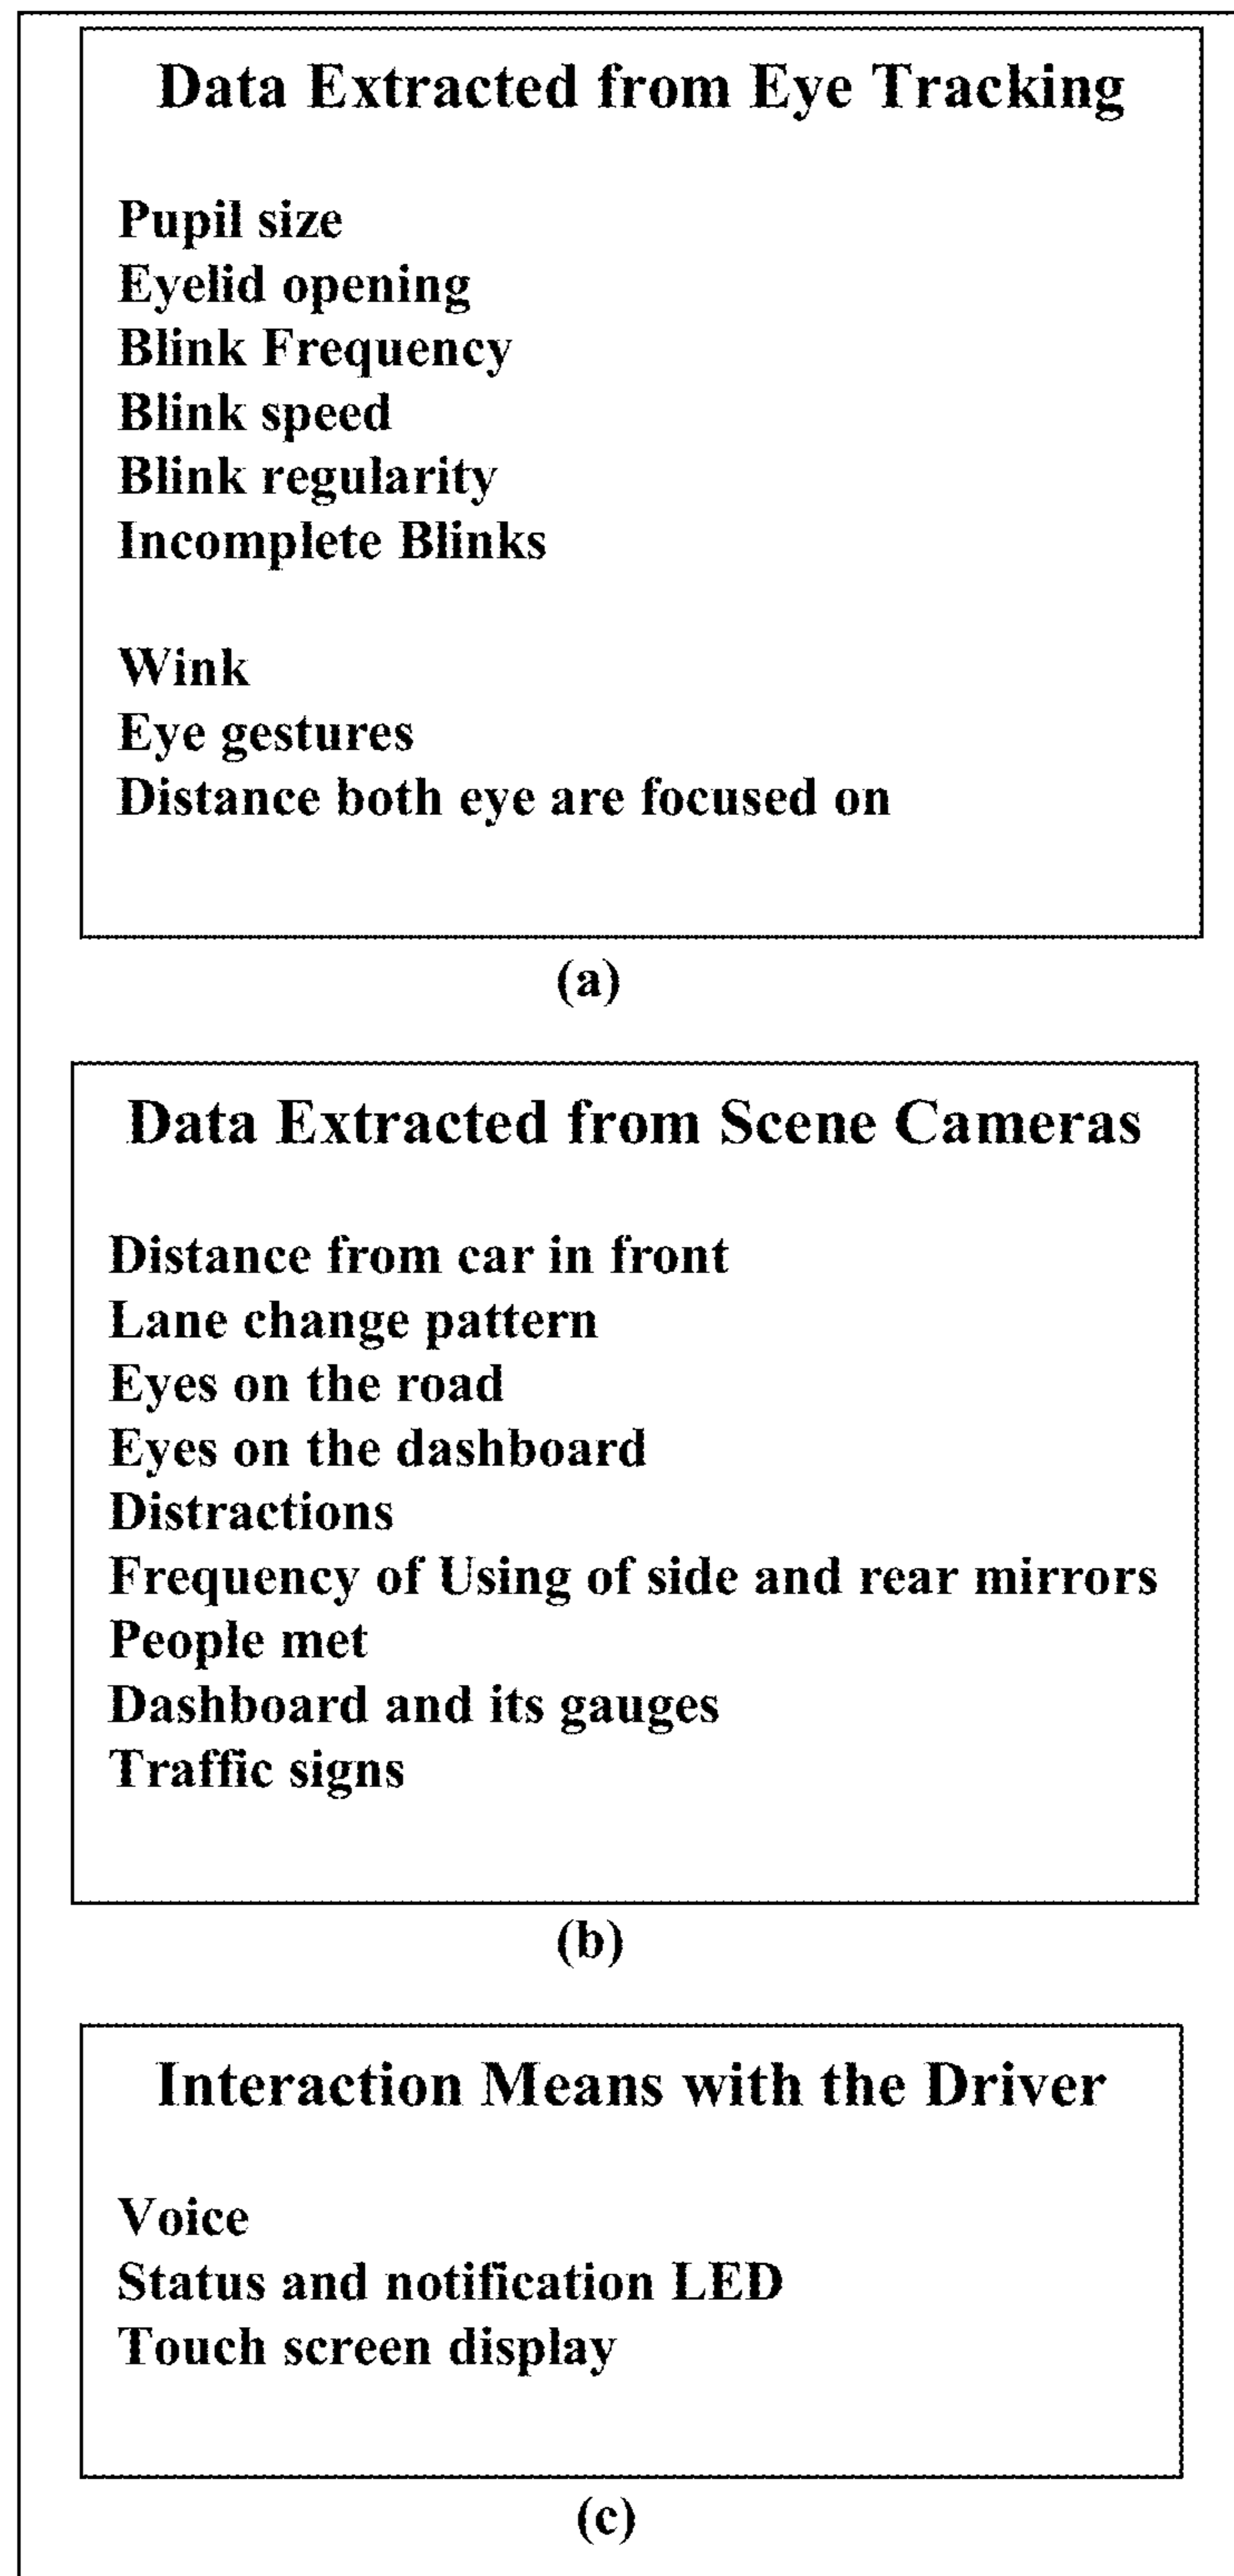 Data Extracted from Eye Tracking
Pupil size
Eyelid opening
Blink Frequency
Blink speed
Blink regularity
Incomplete Blinks
Wink
Eye gestures
Distance both eye are focused on
(a)
Data Extracted from Scene Cameras
Distance from car in front
Lane change pattern
Eyes on the road
Eyes on the dashboard
Distractions
Frequency of Using of side and rear mirrors
People met
Dashboard and its gauges
Traffic signs
(b)
Interaction Means with the Driver
Voice
Status and notification LED
Touch screen display
(c)